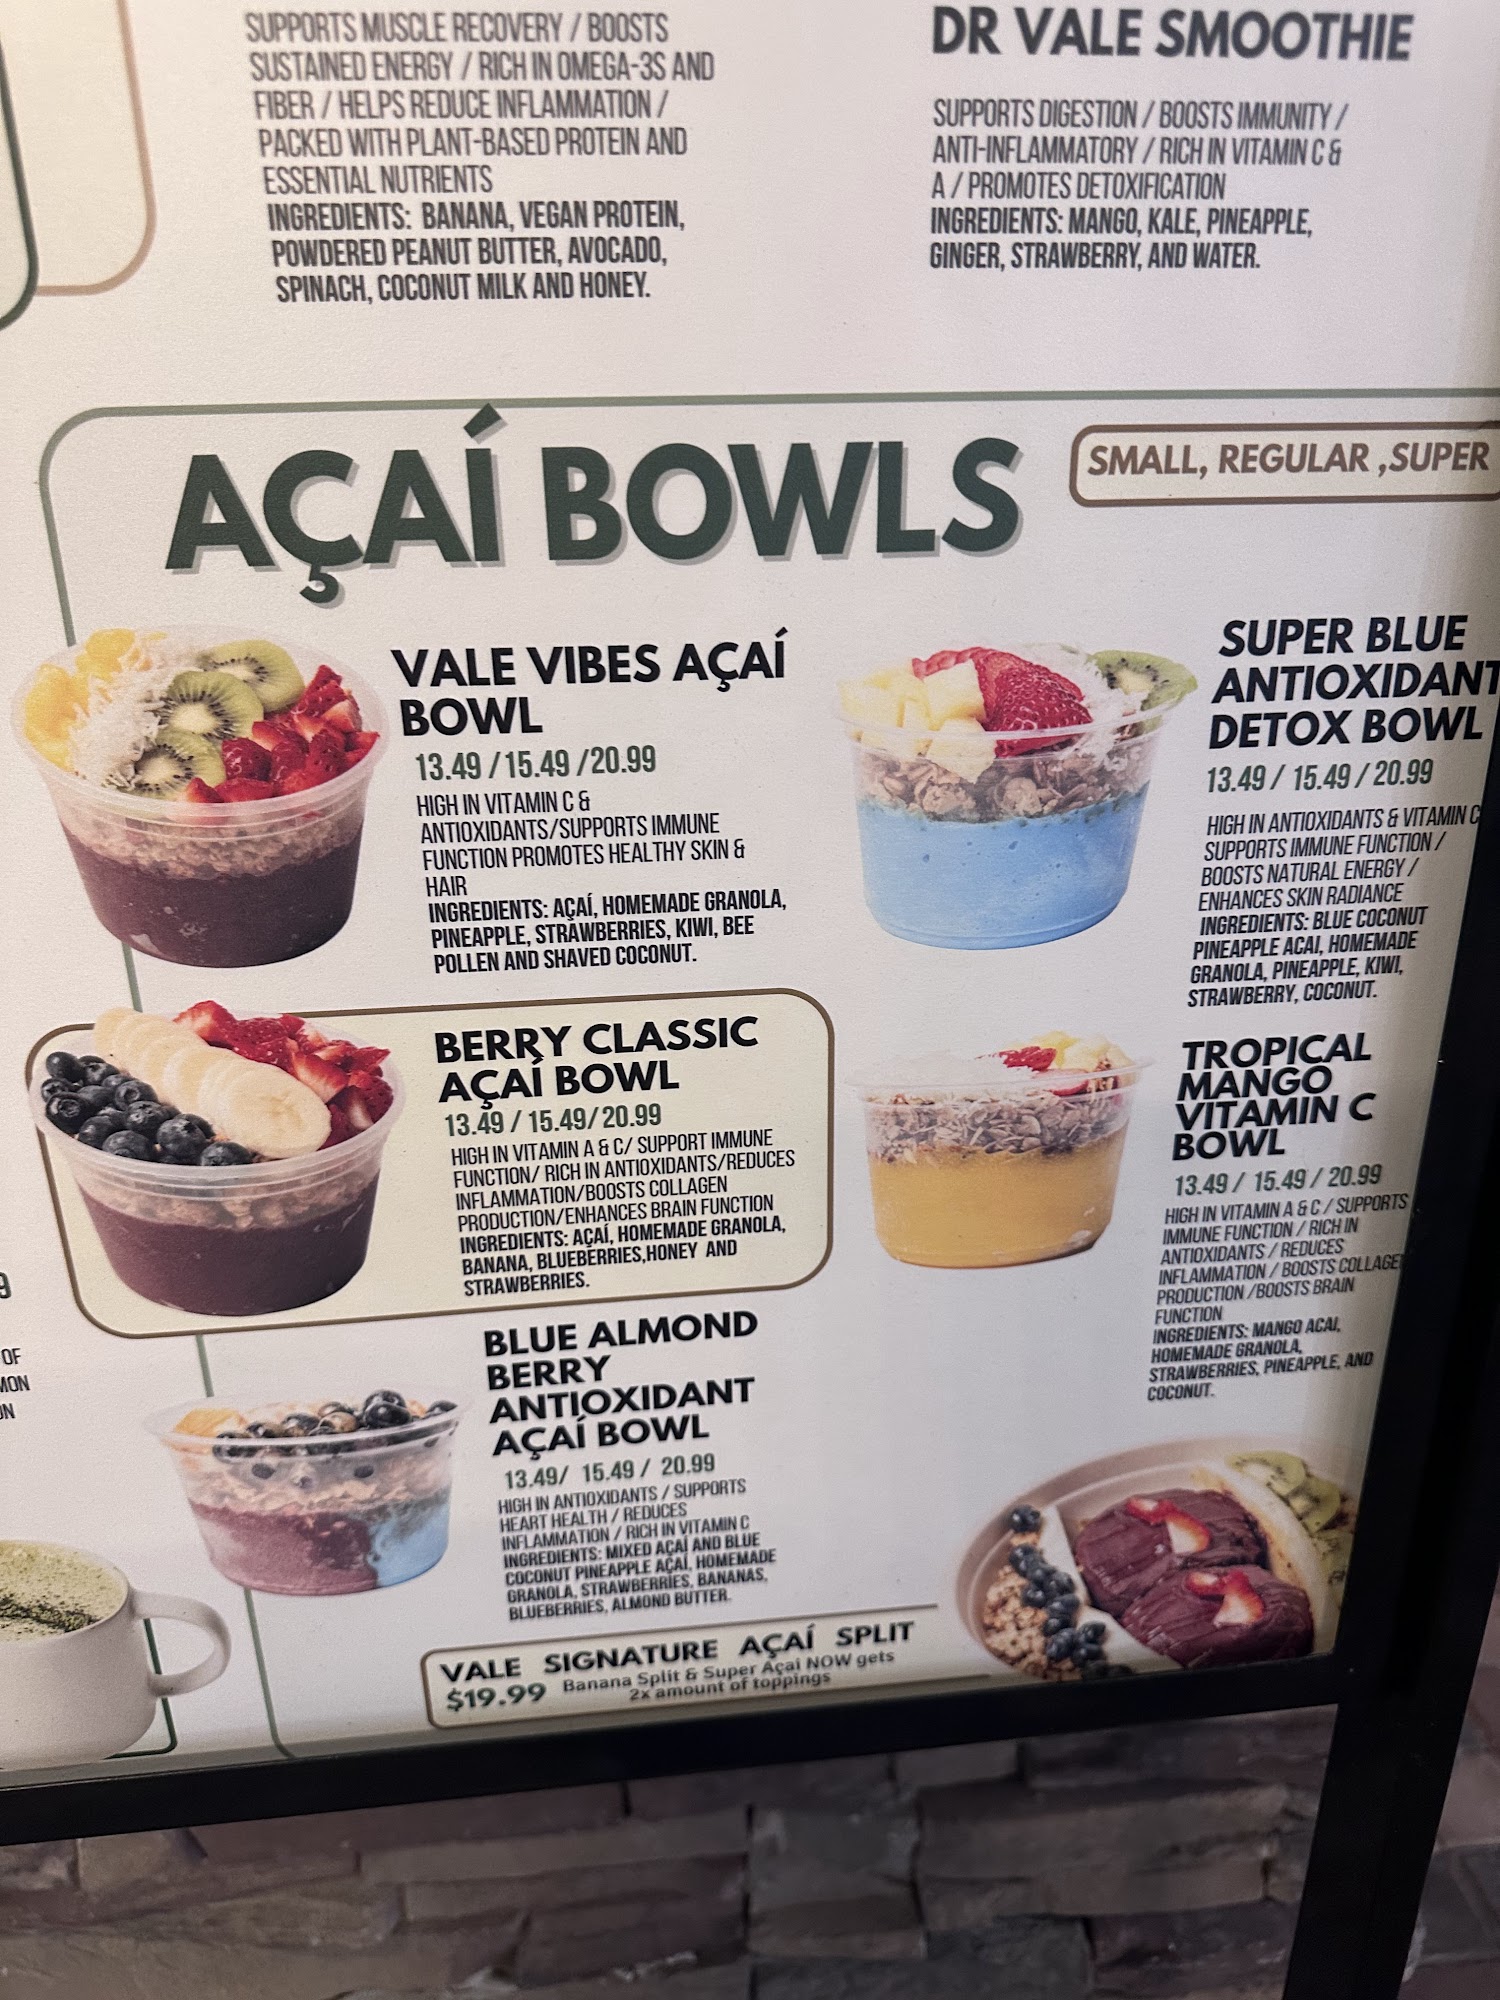 SUPPORTS MUSCLE RECOVERY / BOOSTS
SUSTAINED ENERGY / RICH IN OMEGA-3S AND
FIBER / HELPS REDUCE INFLAMMATION /
PACKED WITH PLANT-BASED PROTEIN AND
ESSENTIAL NUTRIENTS
INGREDIENTS: BANANA, VEGAN PROTEIN,
POWDERED PEANUT BUTTER, AVOCADO,
SPINACH, COCONUT MILK AND HONEY.
DR VALE SMOOTHIE
SUPPORTS DIGESTION / BOOSTS IMMUNITY /
ANTI-INFLAMMATORY / RICH IN VITAMIN C &
A / PROMOTES DETOXIFICATION
INGREDIENTS: MANGO, KALE, PINEAPPLE,
GINGER, STRAWBERRY, AND WATER.
AÇAÍ BOWLS
SMALL, REGULAR ,SUPER
VALE VIBES AÇAÍ
BOWL
13.49 / 15.49 / 20.99
HIGH IN VITAMIN C &
ANTIOXIDANTS/SUPPORTS IMMUNE
FUNCTION PROMOTES HEALTHY SKIN &
HAIR
INGREDIENTS: AÇAÍ, HOMEMADE GRANOLA,
PINEAPPLE, STRAWBERRIES, KIWI, BEE
POLLEN AND SHAVED COCONUT.
BERRY CLASSIC
AÇAÍ BOWL
13.49 / 15.49/ 20.99
HIGH IN VITAMIN A & C/ SUPPORT IMMUNE
FUNCTION/ RICH IN ANTIOXIDANTS/REDUCES
INFLAMMATION/BOOSTS COLLAGEN
PRODUCTION/ENHANCES BRAIN FUNCTION
INGREDIENTS: AÇAÍ, HOMEMADE GRANOLA,
BANANA, BLUEBERRIES,HONEY AND
STRAWBERRIES.
BLUE ALMOND
BERRY
ANTIOXIDANT
AÇAÍ BOWL
13.49/ 15.49 / 20.99
HIGH IN ANTIOXIDANTS / SUPPORTS
HEART HEALTH / REDUCES
INFLAMMATION / RICH IN VITAMIN C
INGREDIENTS: MIXED AÇAÍ AND BLUE
COCONUT PINEAPPLE AÇAÍ, HOMEMADE
GRANOLA, STRAWBERRIES, BANANAS,
BLUEBERRIES, ALMOND BUTTER.
SUPER BLUE
ANTIOXIDANT
DETOX BOWL
13.49 / 15.49 / 20.99
HIGH IN ANTIOXIDANTS & VITAMIN C
SUPPORTS IMMUNE FUNCTION /
BOOSTS NATURAL ENERGY /
ENHANCES SKIN RADIANCE
INGREDIENTS: BLUE COCONUT
PINEAPPLE ACAI, HOMEMADE
GRANOLA, PINEAPPLE, KIWI,
STRAWBERRY, COCONUT.
TROPICAL
MANGO
VITAMIN C
BOWL
13.49 / 15.49 / 20.99
HIGH IN VITAMIN A & C / SUPPORTS
IMMUNE FUNCTION / RICH IN
ANTIOXIDANTS / REDUCES
INFLAMMATION / BOOSTS COLLAGEN
PRODUCTION /BOOSTS BRAIN
FUNCTION
INGREDIENTS: MANGO ACAI,
HOMEMADE GRANOLA,
STRAWBERRIES, PINEAPPLE, AND
COCONUT.
VALE SIGNATURE AÇAÍ SPLIT
$19.99 Banana Split & Super Açai NOW gets
2x amount of toppings
9
OF